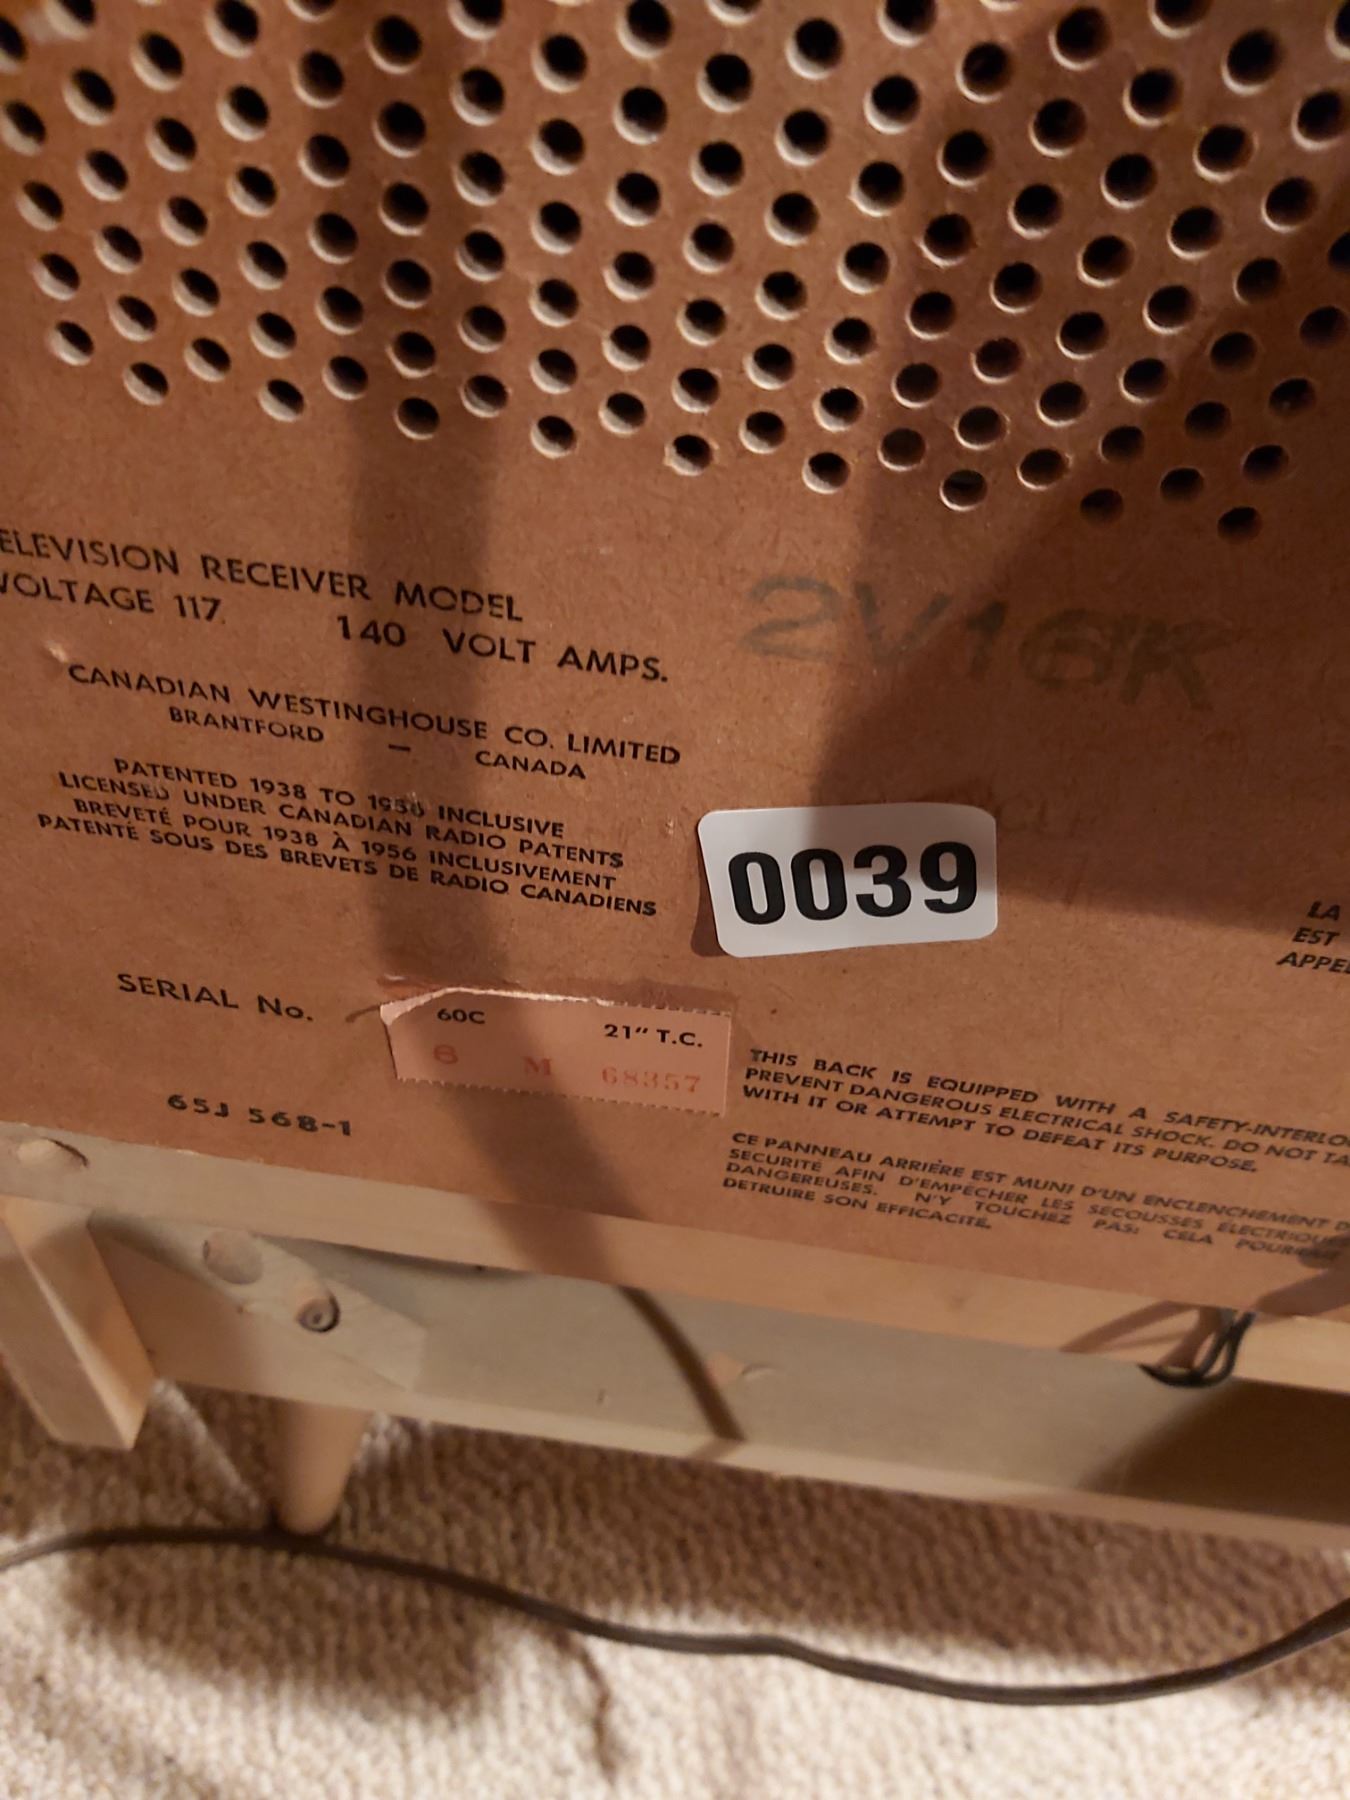 ELEVISION RECEIVER MODEL 2V16K
VOLTAGE 117 140 VOLT AMPS.
CANADIAN WESTINGHOUSE CO. LIMITED
BRANTFORD — CANADA
PATENTED 1938 TO 1956 INCLUSIVE
LICENSED UNDER CANADIAN RADIO PATENTS
BREVETÉ POUR 1938 À 1956 INCLUSIVEMENT
PATENTÉ SOUS DES BREVETS DE RADIO CANADIENS
0039
LA
EST
SERIAL No.
60C 21" T.C.
6 M 68357
65J 568-1
THIS BACK IS EQUIPPED WITH A SAFETY-INTERLO
PREVENT DANGEROUS ELECTRICAL SHOCK. DO NOT TA
WITH IT OR ATTEMPT TO DEFEAT ITS PURPOSE.
CE PANNEAU ARRIÈRE EST MUNI D'UN ENCLENCHEMENT D
SECURITÉ AFIN D'EMPÊCHER LES SECOUSSES ÉLECTRIQUES
DANGEREUSES. N'Y TOUCHEZ PAS: CELA
DETRUIRE SON EFFICACITÉ.